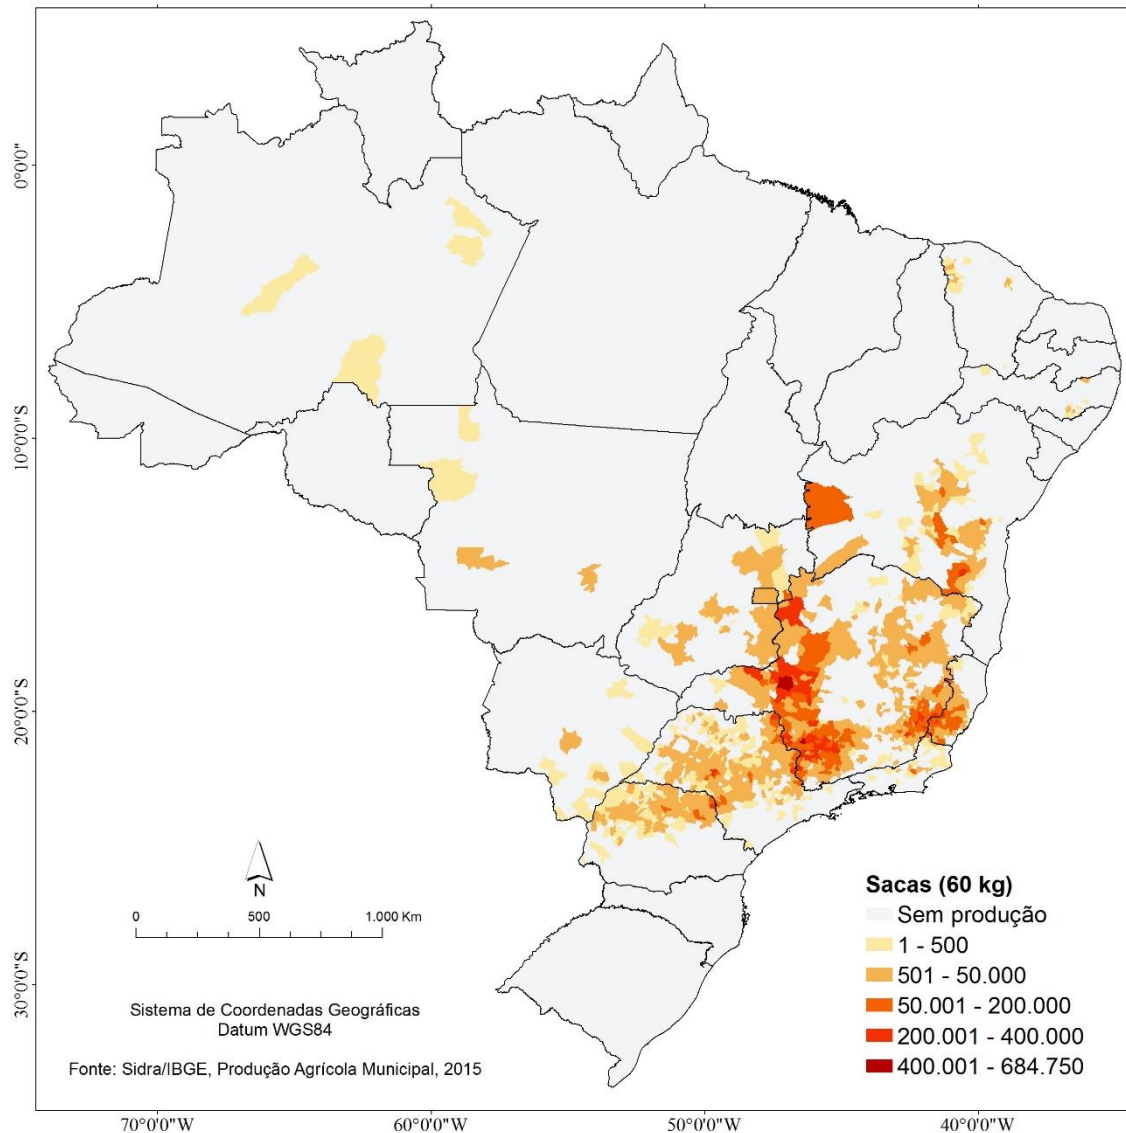 0°0'0"
10°0'0"S
20°0'0"S
30°0'0"S
N
0 500 1.000 Km
Sistema de Coordenadas Geográficas
Datum WGS84
Fonte: Sidra/IBGE, Produção Agrícola Municipal, 2015
Sacas (60 kg)
Sem produção
1 - 500
501 - 50.000
50.001 - 200.000
200.001 - 400.000
400.001 - 684.750
70°0'0"W 60°0'0"W 50°0'0"W 40°0'0"W